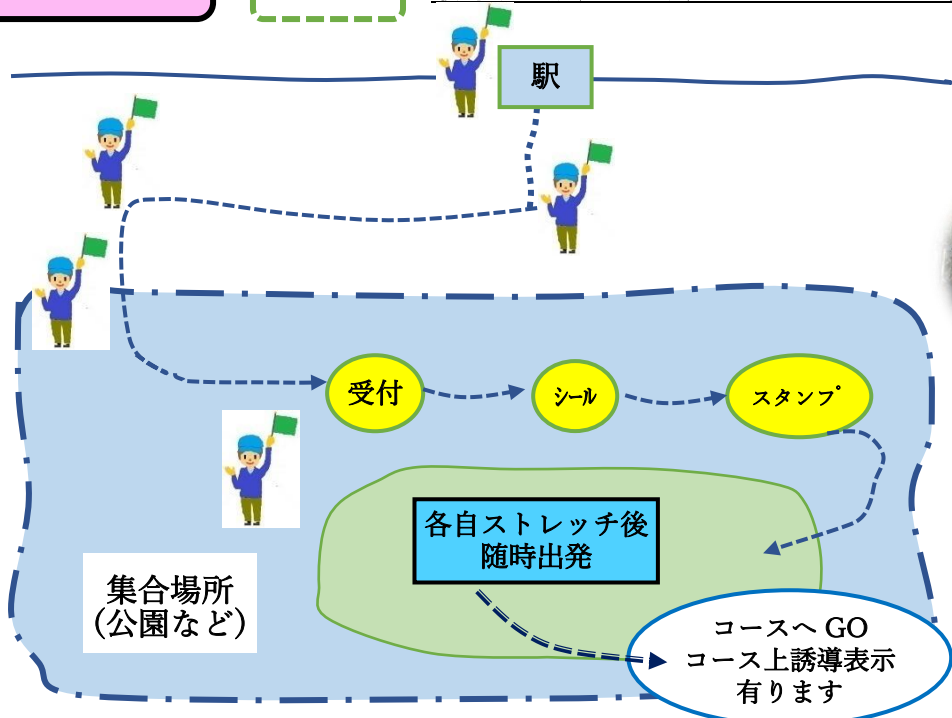 駅
受付
シール
スタンプ
各自ストレッチ後
随時出発
集合場所
(公園など)
コースへ GO
コース上誘導表示
有ります